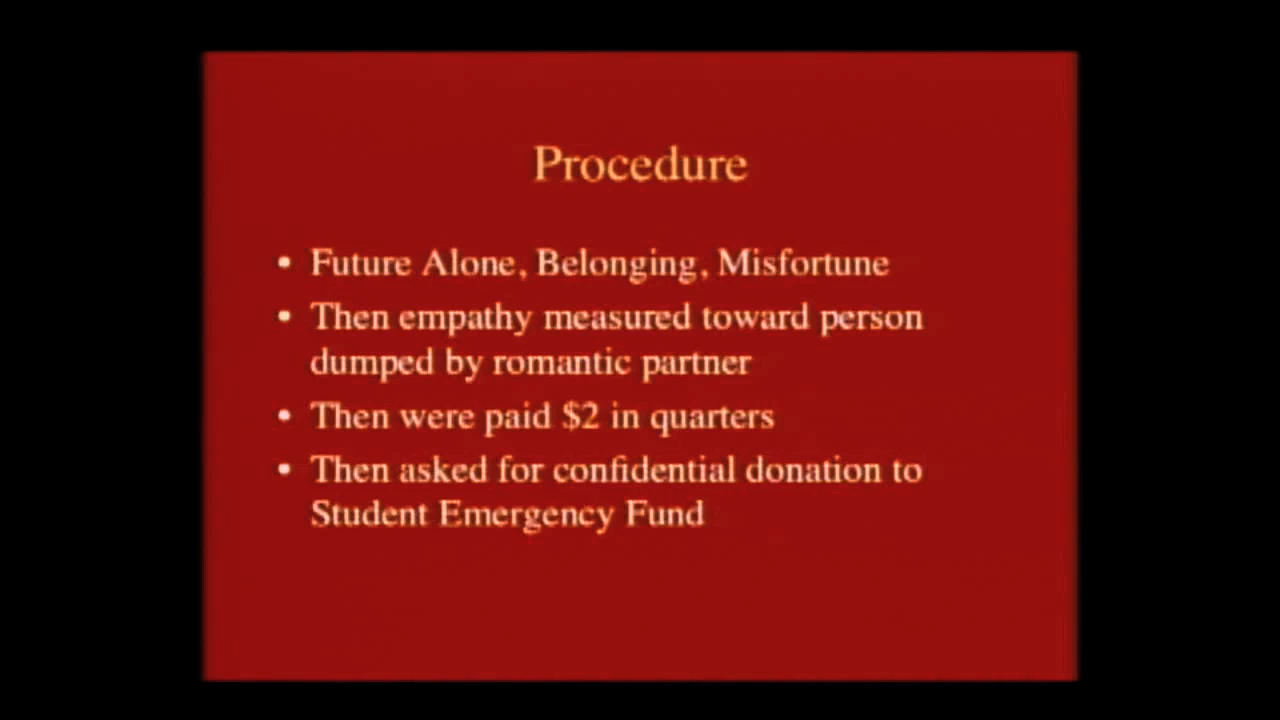 Procedure
• Future Alone, Belonging, Misfortune
• Then empathy measured toward person
dumped by romantic partner
• Then were paid $2 in quarters
• Then asked for confidential donation to
Student Emergency Fund